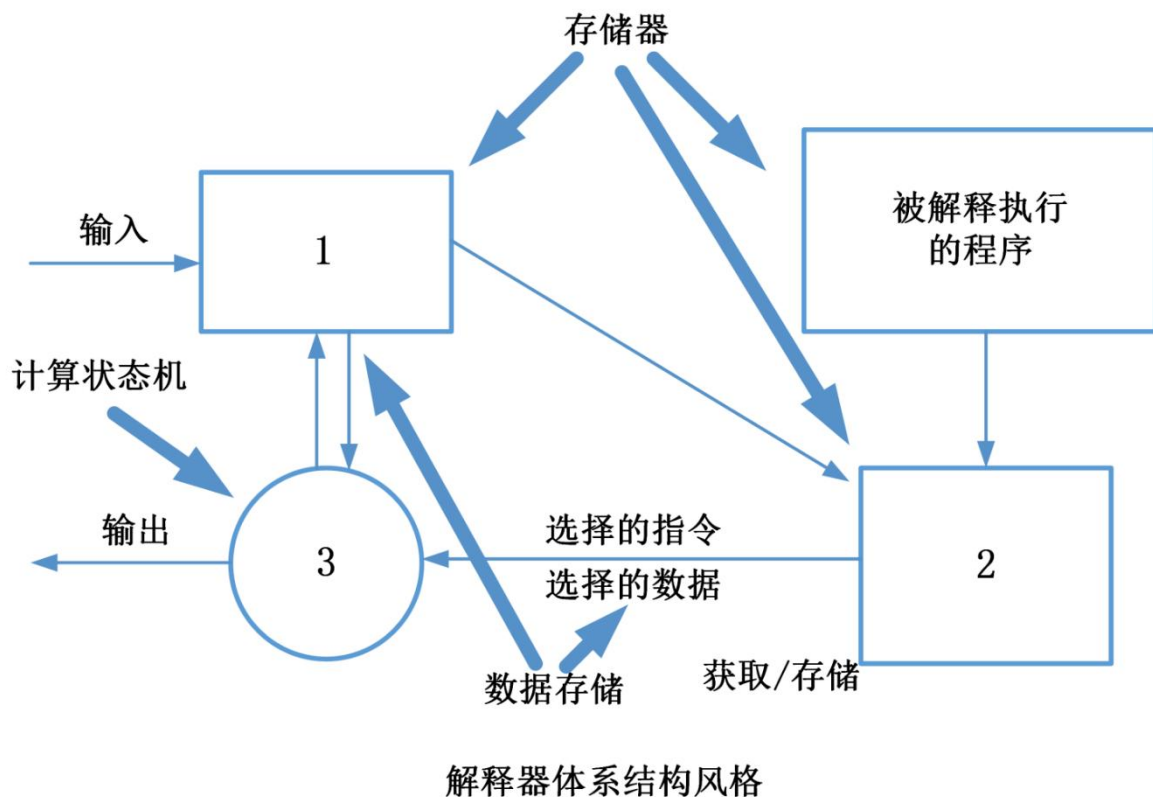 存储器
输入
1
被解释执行
的程序
计算状态机
输出
3
选择的指令
选择的数据
2
数据存储
获取/存储
解释器体系结构风格